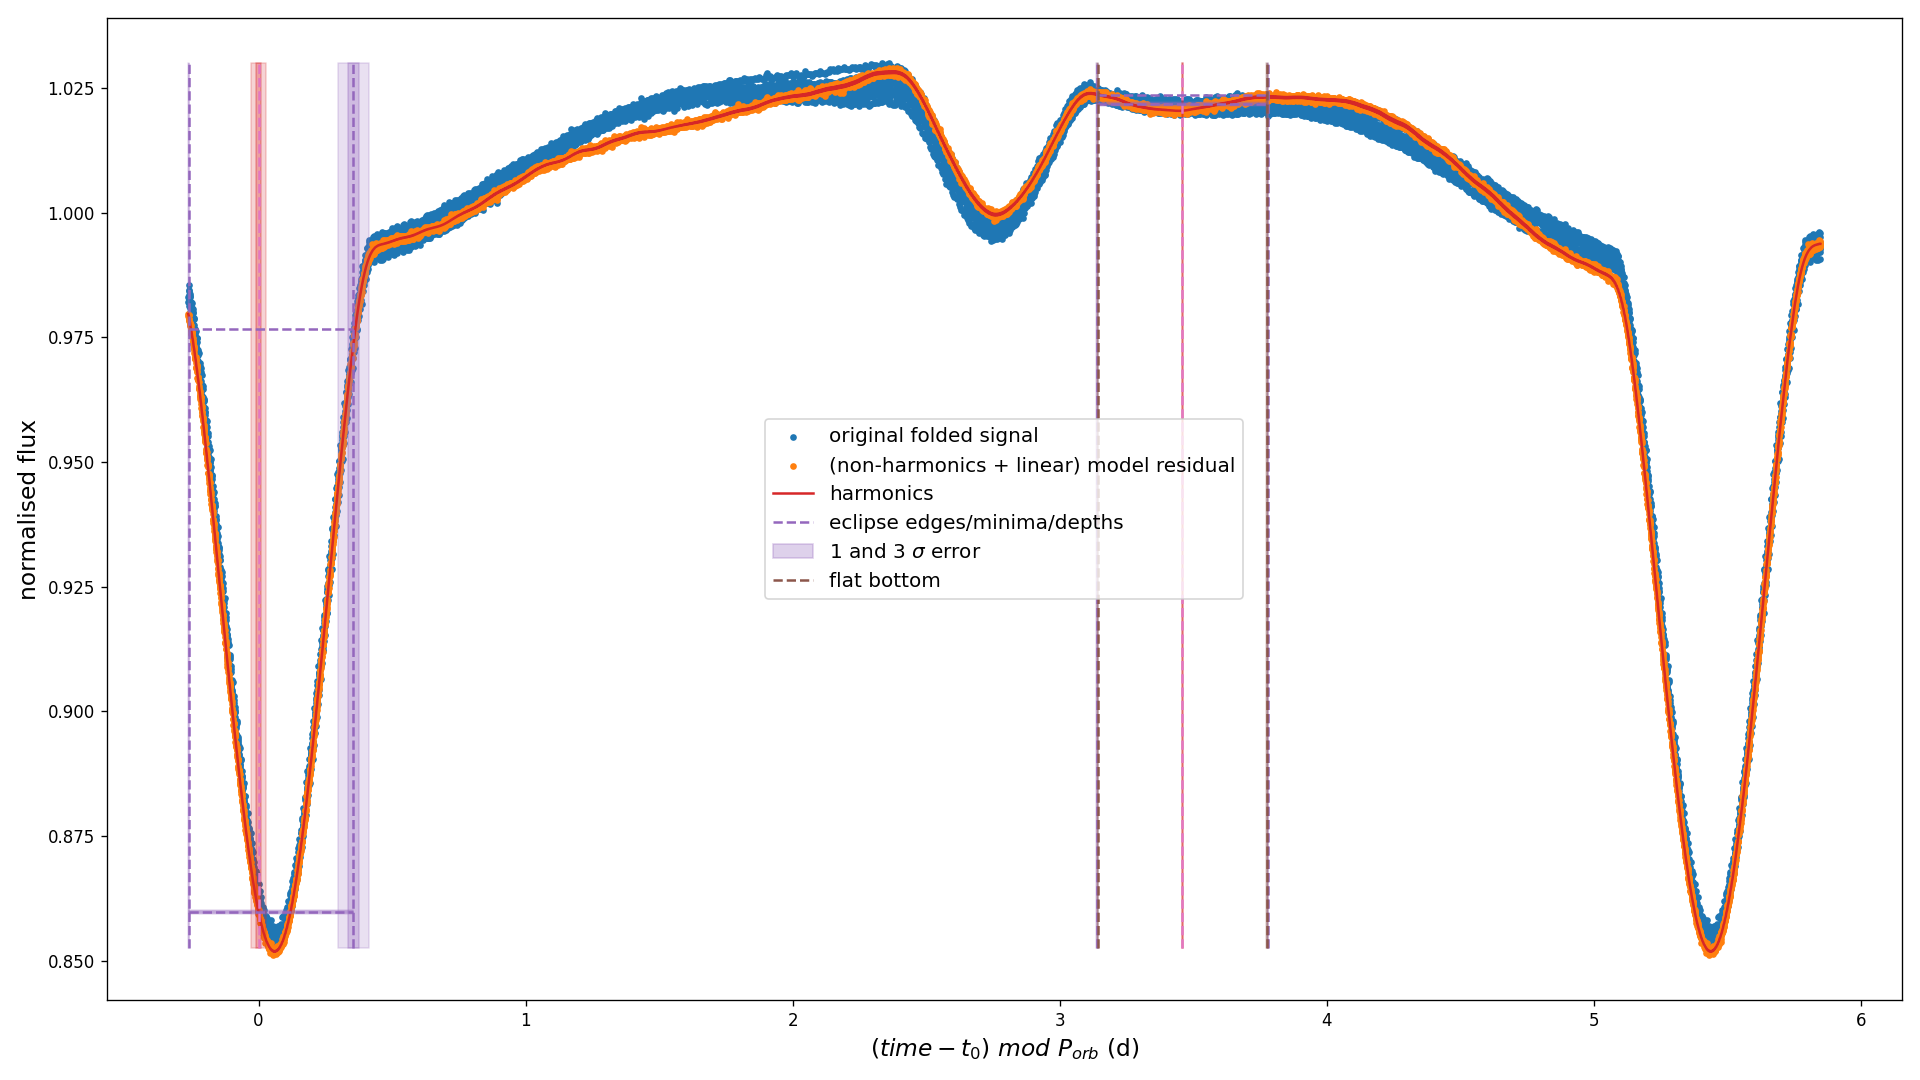 1.025
1.000
0.975
0.950
0.925
0.900
0.875
0.850
normalised flux
original folded signal
(non-harmonics + linear) model residual
harmonics
eclipse edges/minima/depths
1 and 3 σ error
flat bottom
0 1 2 3 4 5 6
(time − t₀) mod P_orb (d)